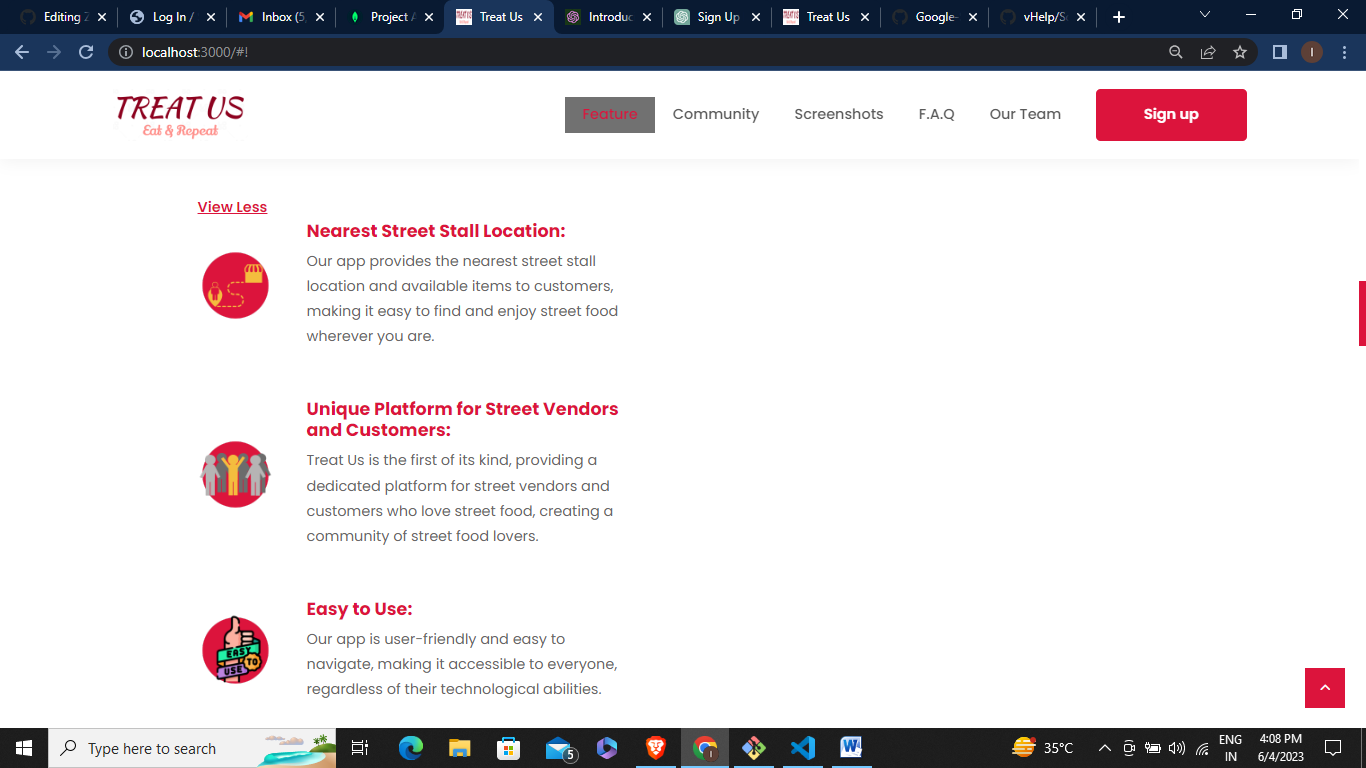 Editing 2
Log In /
Inbox (5,
Project A
Treat Us
Introduc
Sign Up
Treat Us
Google-
vHelp/So
localhost:3000/#!
I
TREAT US
Eat & Repeat
Feature
Community
Screenshots
F.A.Q
Our Team
Sign up
View Less
Nearest Street Stall Location:
Our app provides the nearest street stall
location and available items to customers,
making it easy to find and enjoy street food
wherever you are.
Unique Platform for Street Vendors
and Customers:
Treat Us is the first of its kind, providing a
dedicated platform for street vendors and
customers who love street food, creating a
community of street food lovers.
EASY
TO
USE
Easy to Use:
Our app is user-friendly and easy to
navigate, making it accessible to everyone,
regardless of their technological abilities.
Type here to search
5
35°C
ENG
IN
4:08 PM
6/4/2023